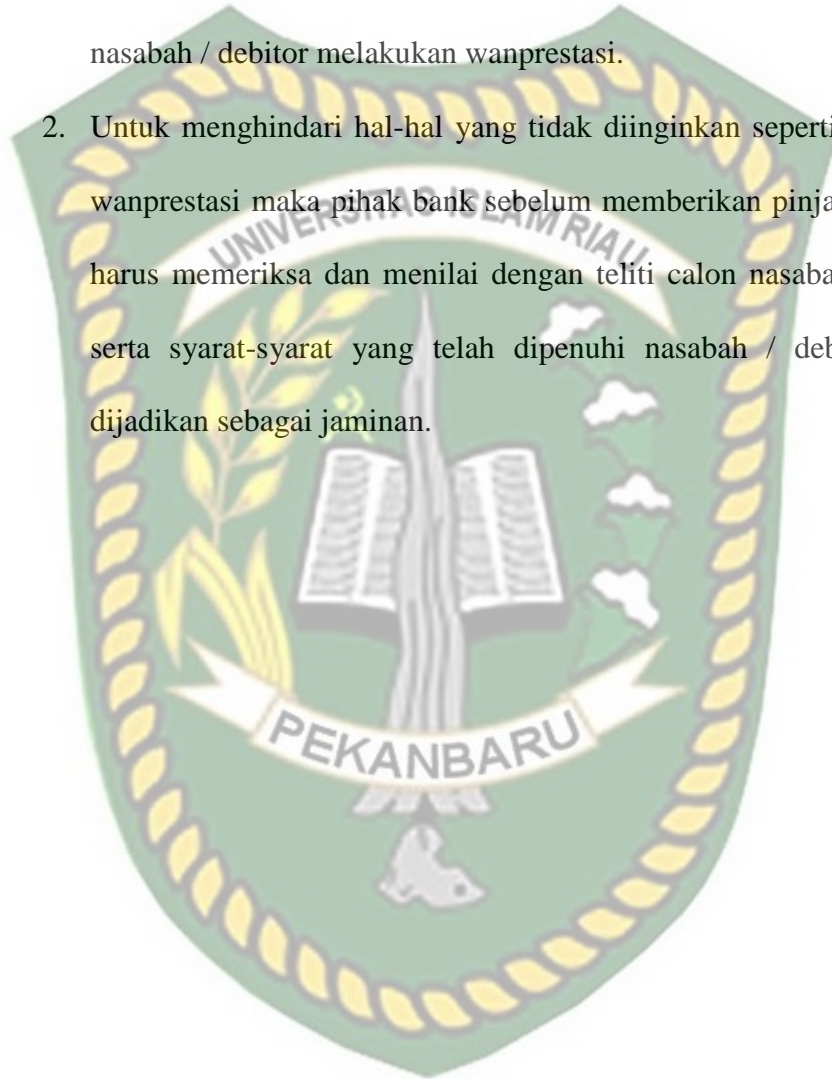 nasabah / debitor melakukan wanprestasi.
2. Untuk menghindari hal-hal yang tidak diinginkan seperti
wanprestasi maka pihak bank sebelum memberikan pinja
UNIVERSITAS ISLAM RIAU
harus memeriksa dan menilai dengan teliti calon nasaba
serta syarat-syarat yang telah dipenuhi nasabah / deb
dijadikan sebagai jaminan.
PEKANBARU